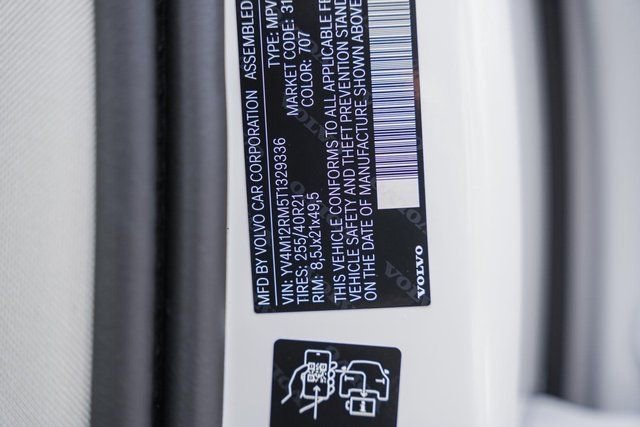 MFD BY VOLVO CAR CORPORATION ASSEMBLED
VIN: YV4M12RM5T1329336 TYPE: MPV
TIRES: 255/40R21 MARKET CODE: 31
RIM: 8,5Jx21x49,5 COLOR: 707
THIS VEHICLE CONFORMS TO ALL APPLICABLE FE
VEHICLE SAFETY AND THEFT PREVENTION STAND
ON THE DATE OF MANUFACTURE SHOWN ABOVE
VOLVO